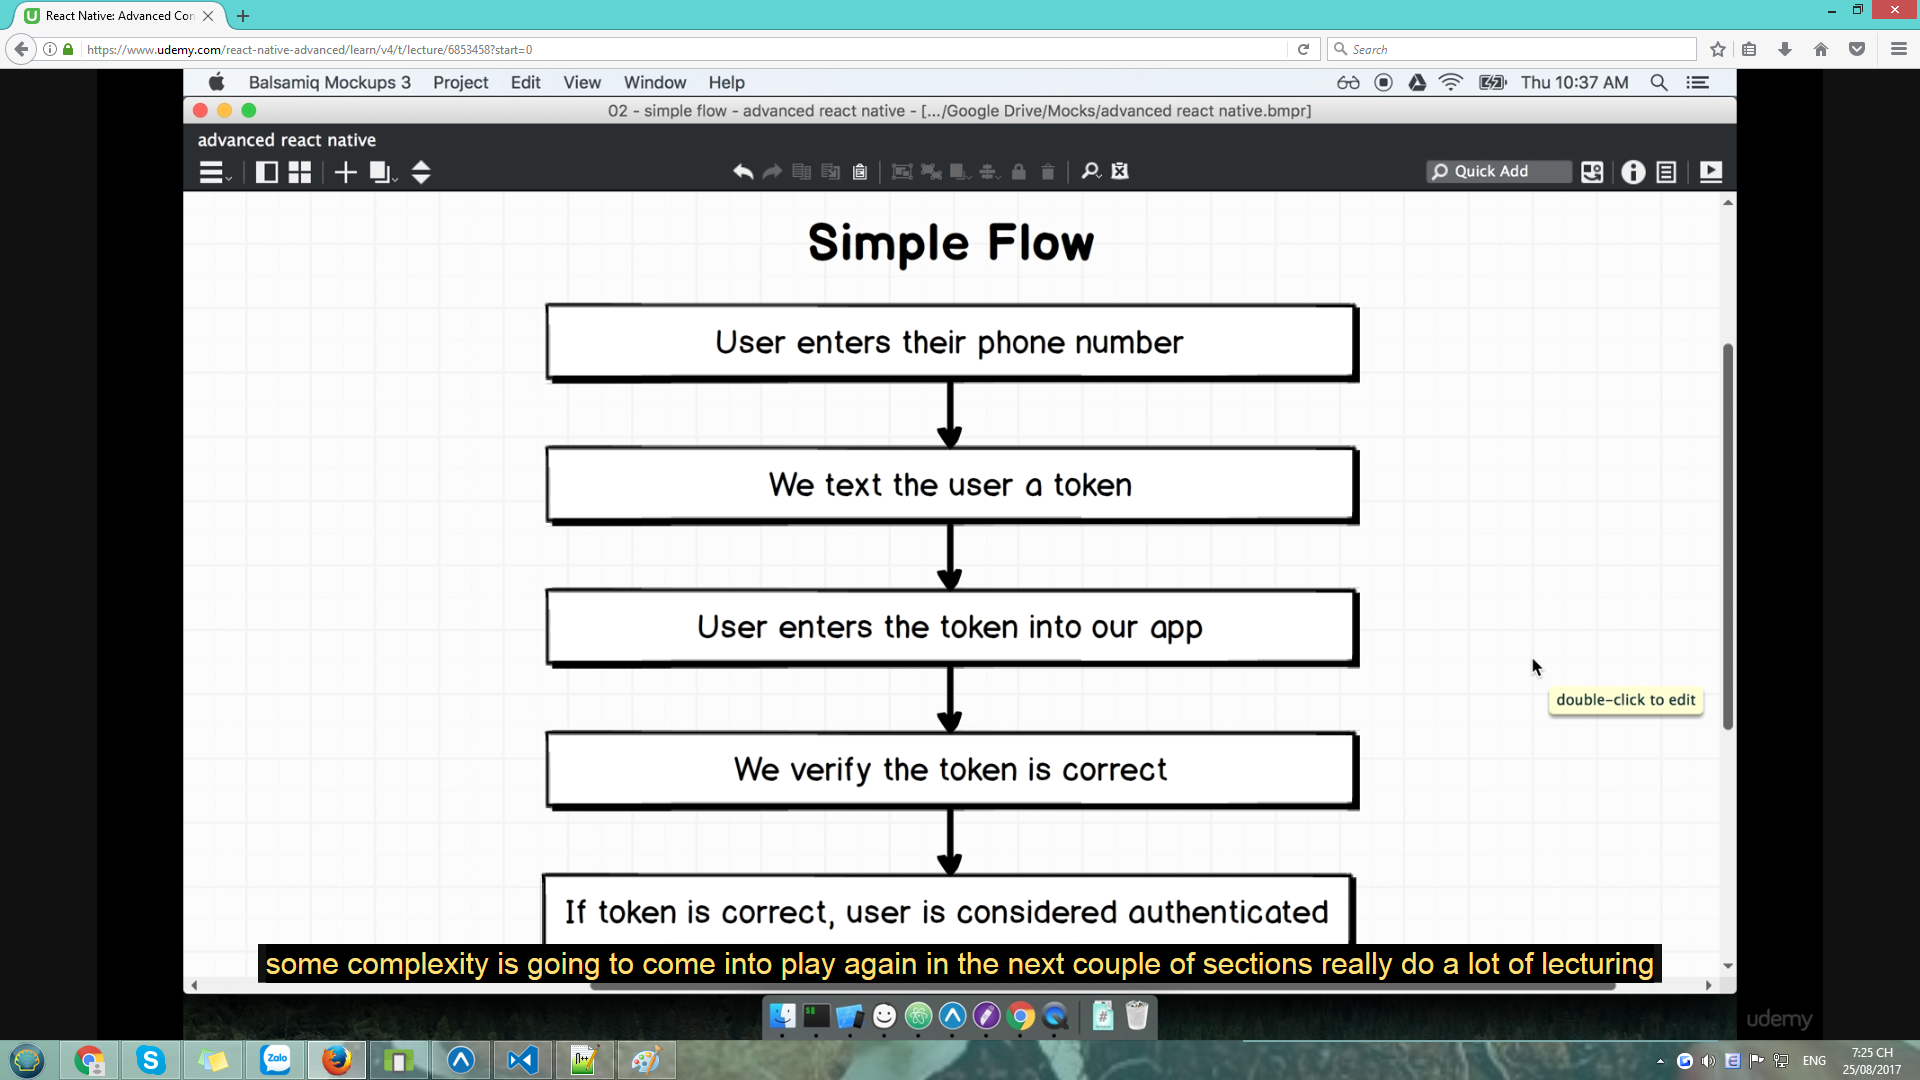 React Native: Advanced Con
https://www.udemy.com/react-native-advanced/learn/v4/t/lecture/6853458?start=0
Search
Balsamiq Mockups 3 Project Edit View Window Help
Thu 10:37 AM
02 - simple flow - advanced react native - [.../Google Drive/Mocks/advanced react native.bmpr]
advanced react native
Quick Add
Simple Flow
User enters their phone number
We text the user a token
User enters the token into our app
double-click to edit
We verify the token is correct
If token is correct, user is considered authenticated
some complexity is going to come into play again in the next couple of sections really do a lot of lecturing
udemy
Zalo
ENG
7:25 CH
25/08/2017